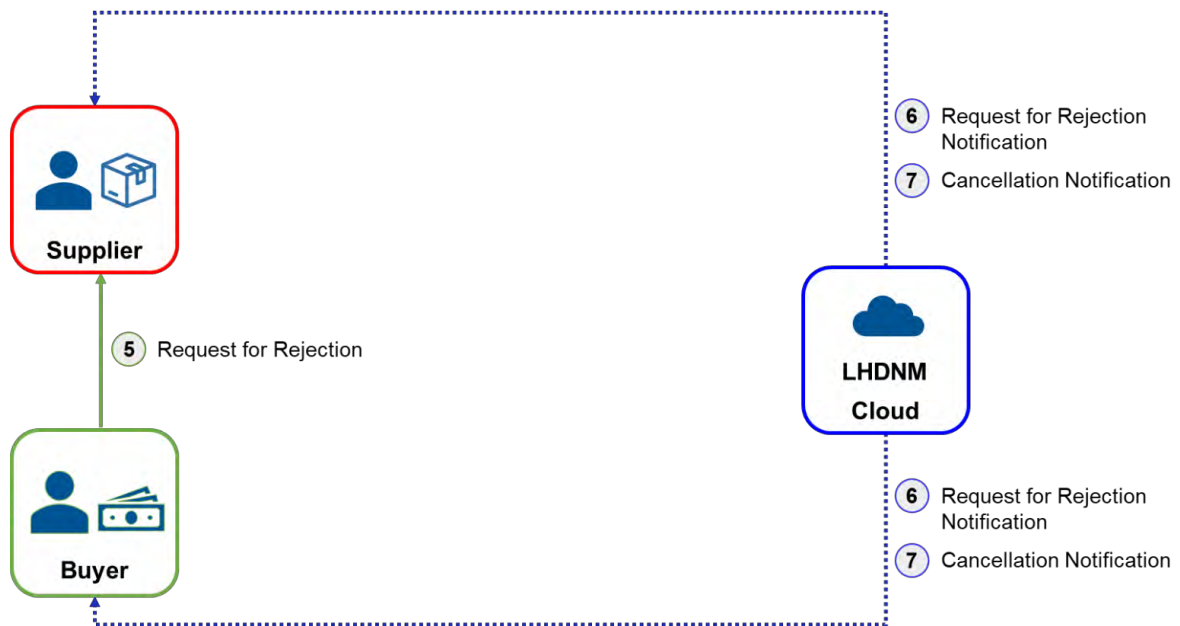 6 Request for Rejection
Notification
7 Cancellation Notification
Supplier
5 Request for Rejection
LHDNM
Cloud
6 Request for Rejection
Notification
7 Cancellation Notification
Buyer